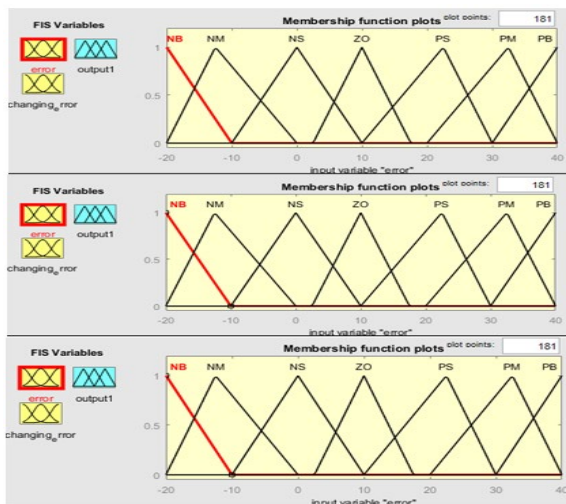 FIS Variables
Membership function plots plot points: 181
NB NM NS ZO PS PM PB
error output1
changing_error
1
0.5
0
-20 -10 0 10 20 30 40
input variable "error"
FIS Variables
Membership function plots plot points: 181
NB NM NS ZO PS PM PB
error output1
changing_error
1
0.5
0
-20 -10 0 10 20 30 40
input variable "error"
FIS Variables
Membership function plots plot points: 181
NB NM NS ZO PS PM PB
error output1
changing_error
1
0.5
0
-20 -10 0 10 20 30 40
input variable "error"